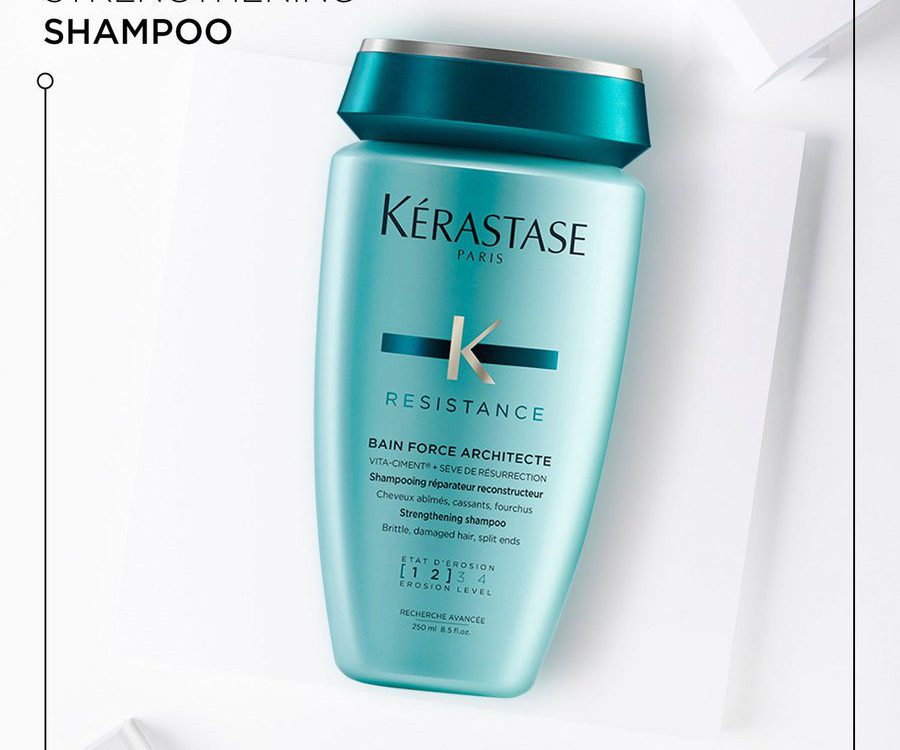 STRENGTHENING
SHAMPOO
KÉRASTASE
PARIS
K
RESISTANCE
BAIN FORCE ARCHITECTE
VITA-CIMENT® + SÈVE DE RÉSURRECTION
Shampooing réparateur reconstructeur
Cheveux abîmés, cassants, fourchus
Strengthening shampoo
Brittle, damaged hair, split ends
ÉTAT D'ÉROSION
[1 2] 3 4
EROSION LEVEL
RECHERCHE AVANCÉE
250 ml 8.5 fl.oz.